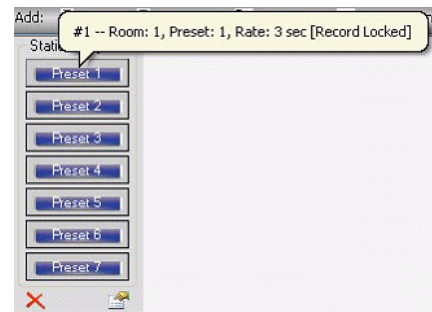 Add:
#1 -- Room: 1, Preset: 1, Rate: 3 sec [Record Locked]
Static
Preset 1
Preset 2
Preset 3
Preset 4
Preset 5
Preset 6
Preset 7